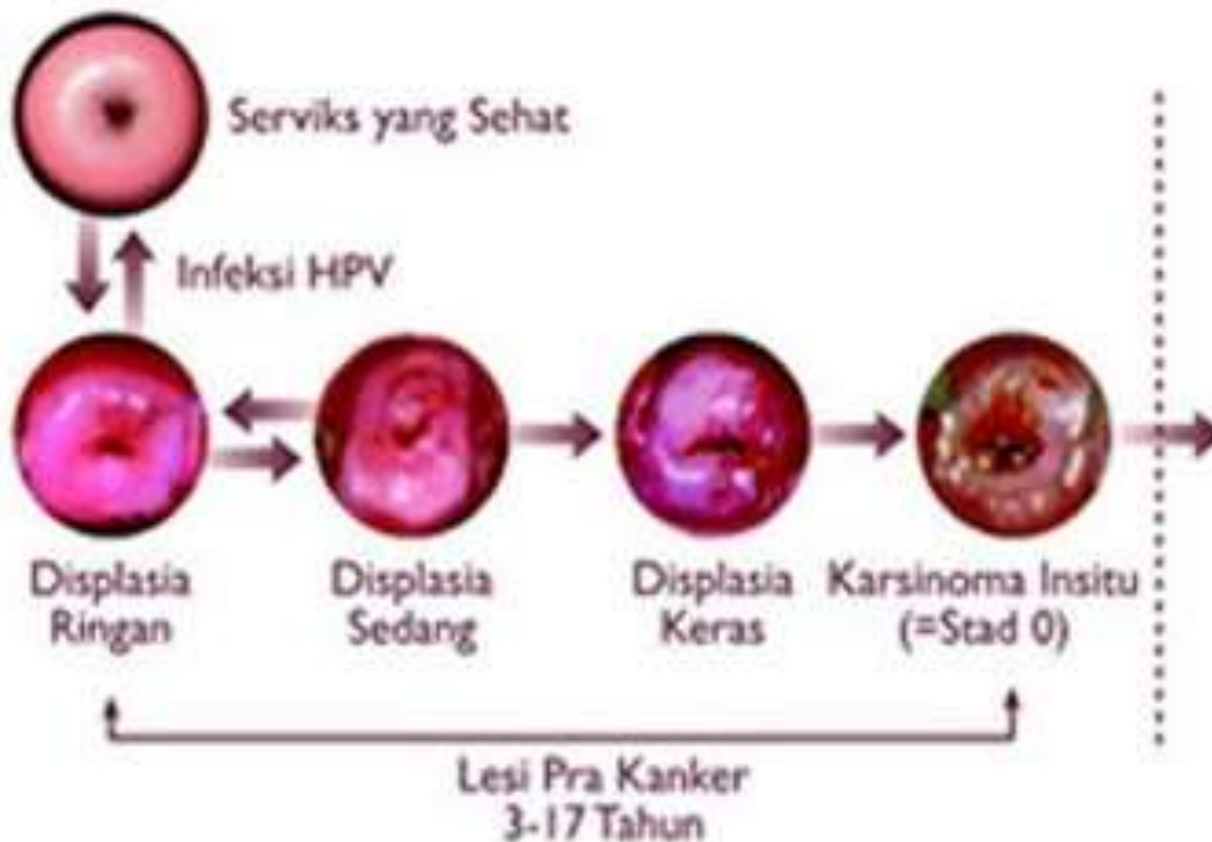 Serviks yang Sehat
Infeksi HPV
Displasia
Ringan
Displasia
Sedang
Displasia
Keras
Karsinoma Insitu
(=Stad 0)
Lesi Pra Kanker
3-17 Tahun